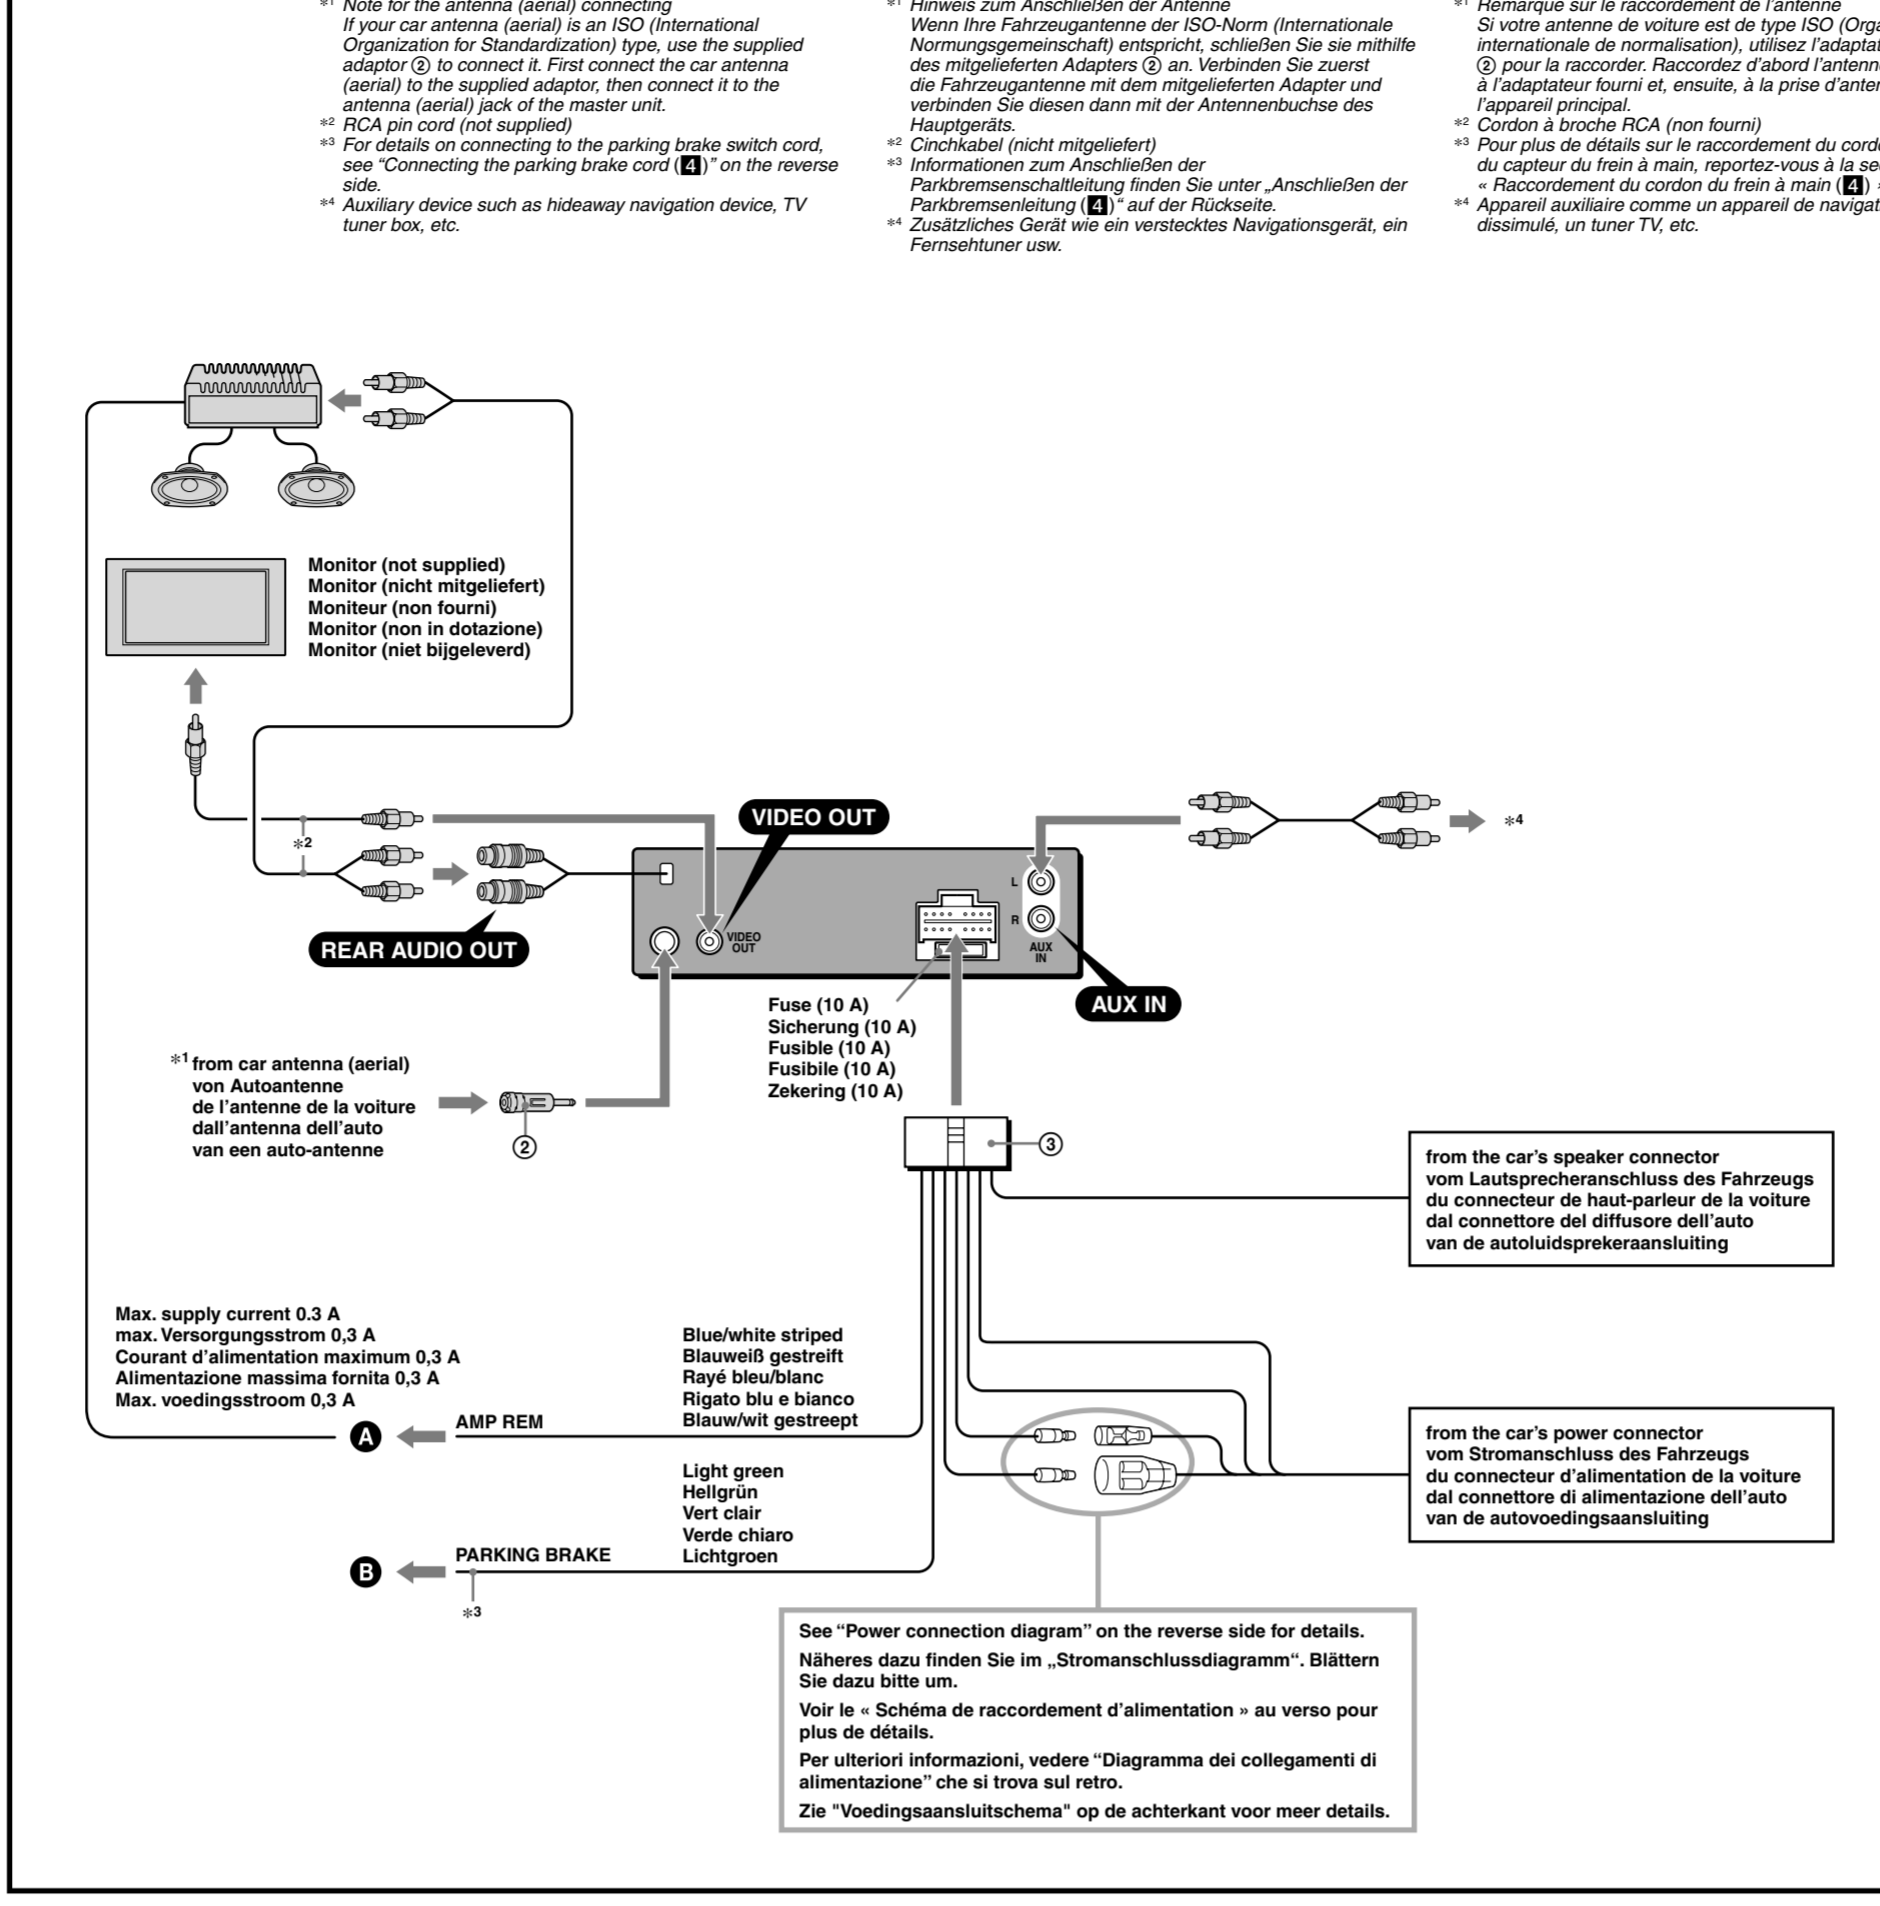 *1 Note for the antenna (aerial) connecting
If your car antenna (aerial) is an ISO (International
Organization for Standardization) type, use the supplied
adaptor ② to connect it. First connect the car antenna
(aerial) to the supplied adaptor, then connect it to the
antenna (aerial) jack of the master unit.
*2 RCA pin cord (not supplied)
*3 For details on connecting to the parking brake switch cord,
see “Connecting the parking brake cord (4)” on the reverse
side.
*4 Auxiliary device such as hideaway navigation device, TV
tuner box, etc.
*1 Hinweis zum Anschließen der Antenne
Wenn Ihre Fahrzeugantenne der ISO-Norm (Internationale
Normungsgemeinschaft) entspricht, schließen Sie sie mithilfe
des mitgelieferten Adapters ② an. Verbinden Sie zuerst
die Fahrzeugantenne mit dem mitgelieferten Adapter und
verbinden Sie diesen dann mit der Antennenbuchse des
Hauptgeräts.
*2 Cinchkabel (nicht mitgeliefert)
*3 Informationen zum Anschließen der
Parkbremsenschaltleitung finden Sie unter „Anschließen der
Parkbremsenleitung (4)“ auf der Rückseite.
*4 Zusätzliches Gerät wie ein verstecktes Navigationsgerät, ein
Fernsehtuner usw.
*1 Remarque sur le raccordement de l’antenne
Si votre antenne de voiture est de type ISO
internationale de normalisation), utilisez
② pour la raccorder. Raccordez d’abord
à l’adaptateur fourni et, ensuite, à la prise
l’appareil principal.
*2 Cordon à broche RCA (non fourni)
*3 Pour plus de détails sur le raccordement du
du capteur du frein à main, reportez-vous à la
« Raccordement du cordon du frein à main (4) »
*4 Appareil auxiliaire comme un appareil de
dissimulé, un tuner TV, etc.
Monitor (not supplied)
Monitor (nicht mitgeliefert)
Moniteur (non fourni)
Monitor (non in dotazione)
Monitor (niet bijgeleverd)
VIDEO OUT
*4
*2
L
R
REAR AUDIO OUT
VIDEO
OUT
AUX
IN
AUX IN
Fuse (10 A)
Sicherung (10 A)
Fusible (10 A)
Fusibile (10 A)
Zekering (10 A)
*1 from car antenna (aerial)
von Autoantenne
de l’antenne de la voiture
dall’antenna dell’auto
van een auto-antenne
②
③
from the car’s speaker connector
vom Lautsprecheranschluss des Fahrzeugs
du connecteur de haut-parleur de la voiture
dal connettore del diffusore dell’auto
van de autoluidsprekeraansluiting
Max. supply current 0.3 A
max. Versorgungsstrom 0,3 A
Courant d’alimentation maximum 0,3 A
Alimentazione massima fornita 0,3 A
Max. voedingsstroom 0,3 A
Blue/white striped
Blauweiß gestreift
Rayé bleu/blanc
Rigato blu e bianco
Blauw/wit gestreept
A
AMP REM
from the car’s power connector
vom Stromanschluss des Fahrzeugs
du connecteur d’alimentation de la voiture
dal connettore di alimentazione dell’auto
van de autovoedingsaansluiting
Light green
Hellgrün
Vert clair
Verde chiaro
Lichtgroen
B
PARKING BRAKE
*3
See “Power connection diagram” on the reverse side for details.
Näheres dazu finden Sie im „Stromanschlussdiagramm“. Blättern
Sie dazu bitte um.
Voir le « Schéma de raccordement d’alimentation » au verso pour
plus de détails.
Per ulteriori informazioni, vedere “Diagramma dei collegamenti di
alimentazione” che si trova sul retro.
Zie "Voedingsaansluitschema" op de achterkant voor meer details.